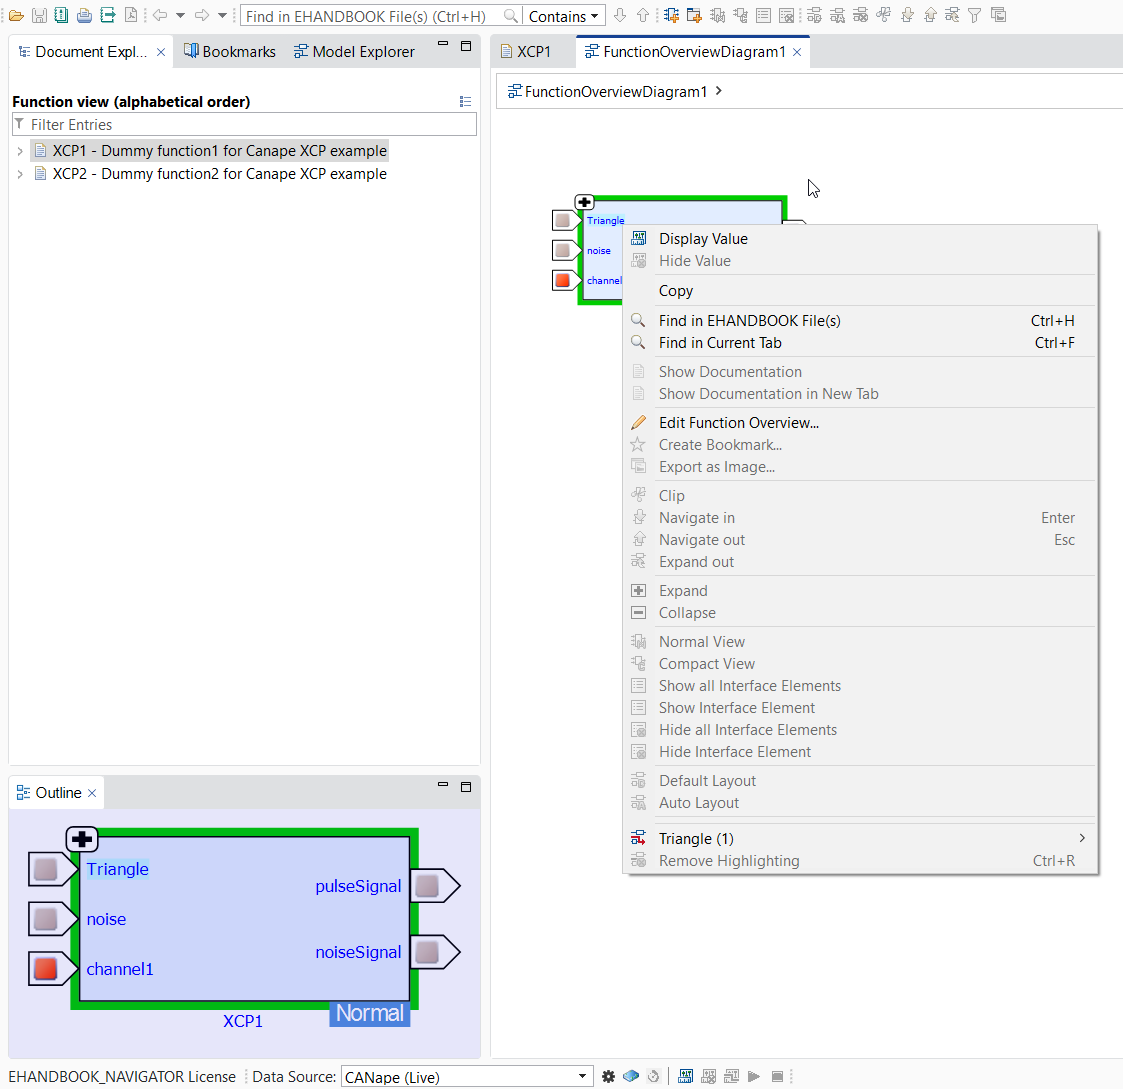 Find in EHANDBOOK File(s) (Ctrl+H) Contains
Document Expl... Bookmarks Model Explorer
Function view (alphabetical order)
Filter Entries
XCP1 - Dummy function1 for Canape XCP example
XCP2 - Dummy function2 for Canape XCP example
XCP1 FunctionOverviewDiagram1
FunctionOverviewDiagram1
Triangle
noise
channel
Display Value
Hide Value
Copy
Find in EHANDBOOK File(s) Ctrl+H
Find in Current Tab Ctrl+F
Show Documentation
Show Documentation in New Tab
Edit Function Overview...
Create Bookmark...
Export as Image...
Clip
Navigate in Enter
Navigate out Esc
Expand out
Expand
Collapse
Normal View
Compact View
Show all Interface Elements
Show Interface Element
Hide all Interface Elements
Hide Interface Element
Default Layout
Auto Layout
Triangle (1)
Remove Highlighting Ctrl+R
Outline
Triangle
pulseSignal
noise
noiseSignal
channel1
Normal
XCP1
EHANDBOOK_NAVIGATOR License Data Source: CANape (Live)